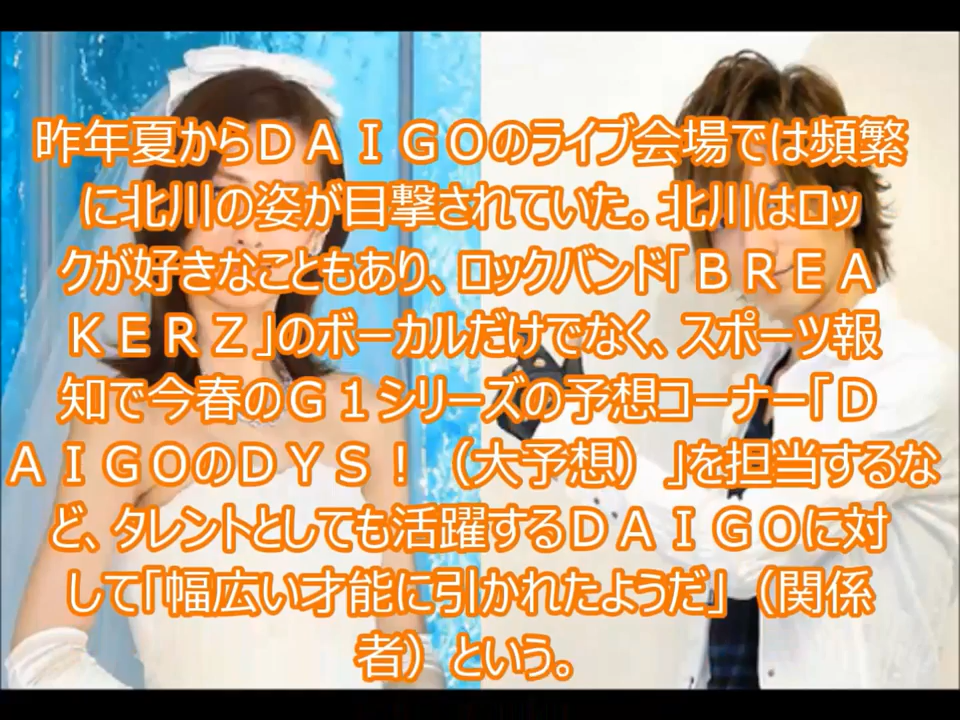 昨年夏からＤＡＩＧＯのライブ会場では頻繁
に北川の姿が目撃されていた。北川はロッ
クが好きなこともあり、ロックバンド「ＢＲＥＡ
ＫＥＲＺ」のボーカルだけでなく、スポーツ報
知で今春のＧ１シリーズの予想コーナー「Ｄ
ＡＩＧＯのＤＹＳ！（大予想）」を担当するな
ど、タレントとしても活躍するＤＡＩＧＯに対
して「幅広い才能に引かれたようだ」（関係
者）という。